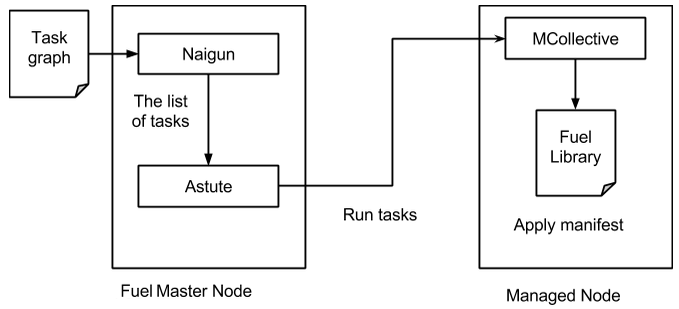 Task
graph
Naigun
The list
of tasks
Astute
Fuel Master Node
Run tasks
MCollective
Fuel
Library
Apply manifest
Managed Node